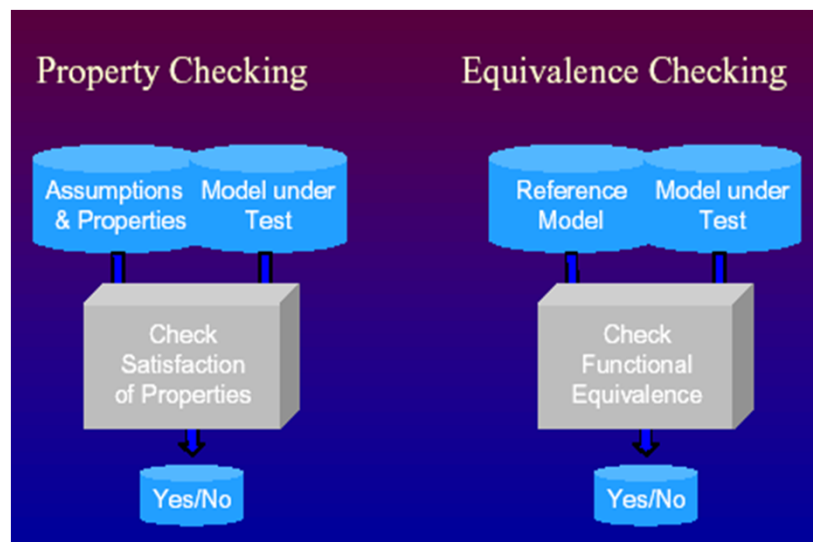 Property Checking
Assumptions
& Properties
Model under
Test
Check
Satisfaction
of Properties
Yes/No
Equivalence Checking
Reference
Model
Model under
Test
Check
Functional
Equivalence
Yes/No